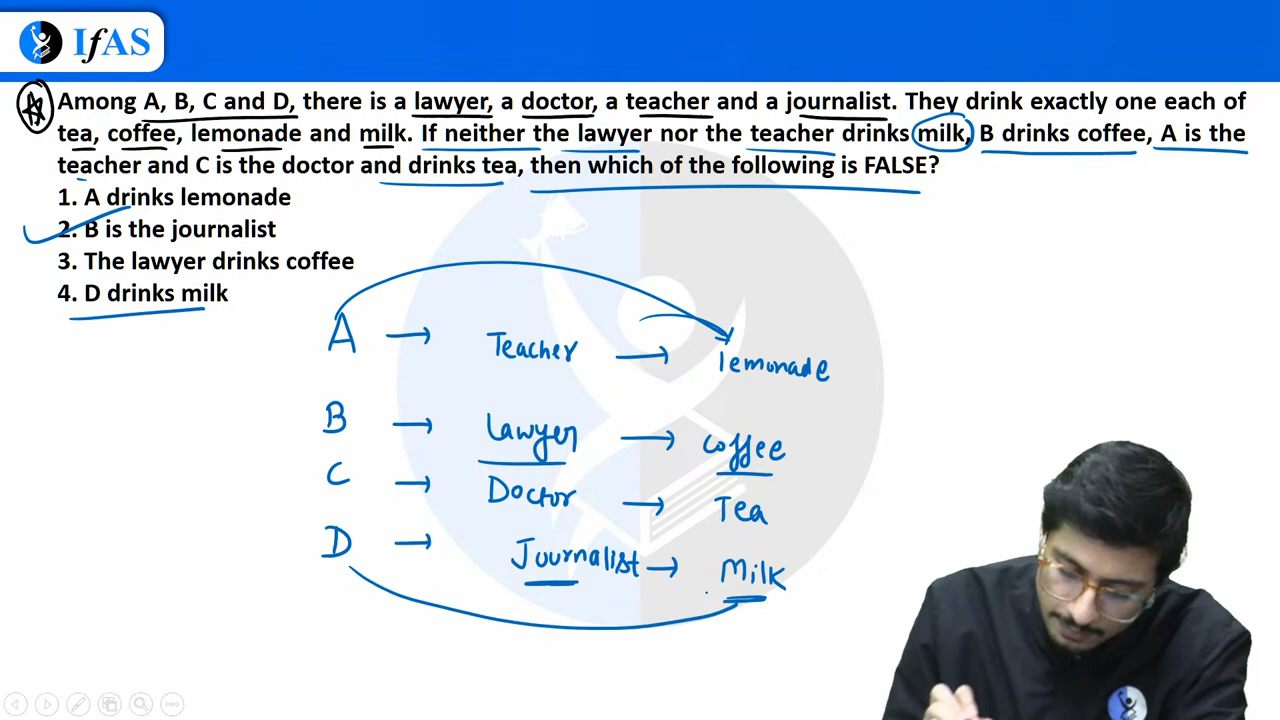 IfAS
Among A, B, C and D, there is a lawyer, a doctor, a teacher and a journalist. They drink exactly one each of
tea, coffee, lemonade and milk. If neither the lawyer nor the teacher drinks milk, B drinks coffee, A is the
teacher and C is the doctor and drinks tea, then which of the following is FALSE?
1. A drinks lemonade
2. B is the journalist
3. The lawyer drinks coffee
4. D drinks milk
A → Teacher → lemonade
B → Lawyer → coffee
C → Doctor → Tea
D → Journalist → Milk